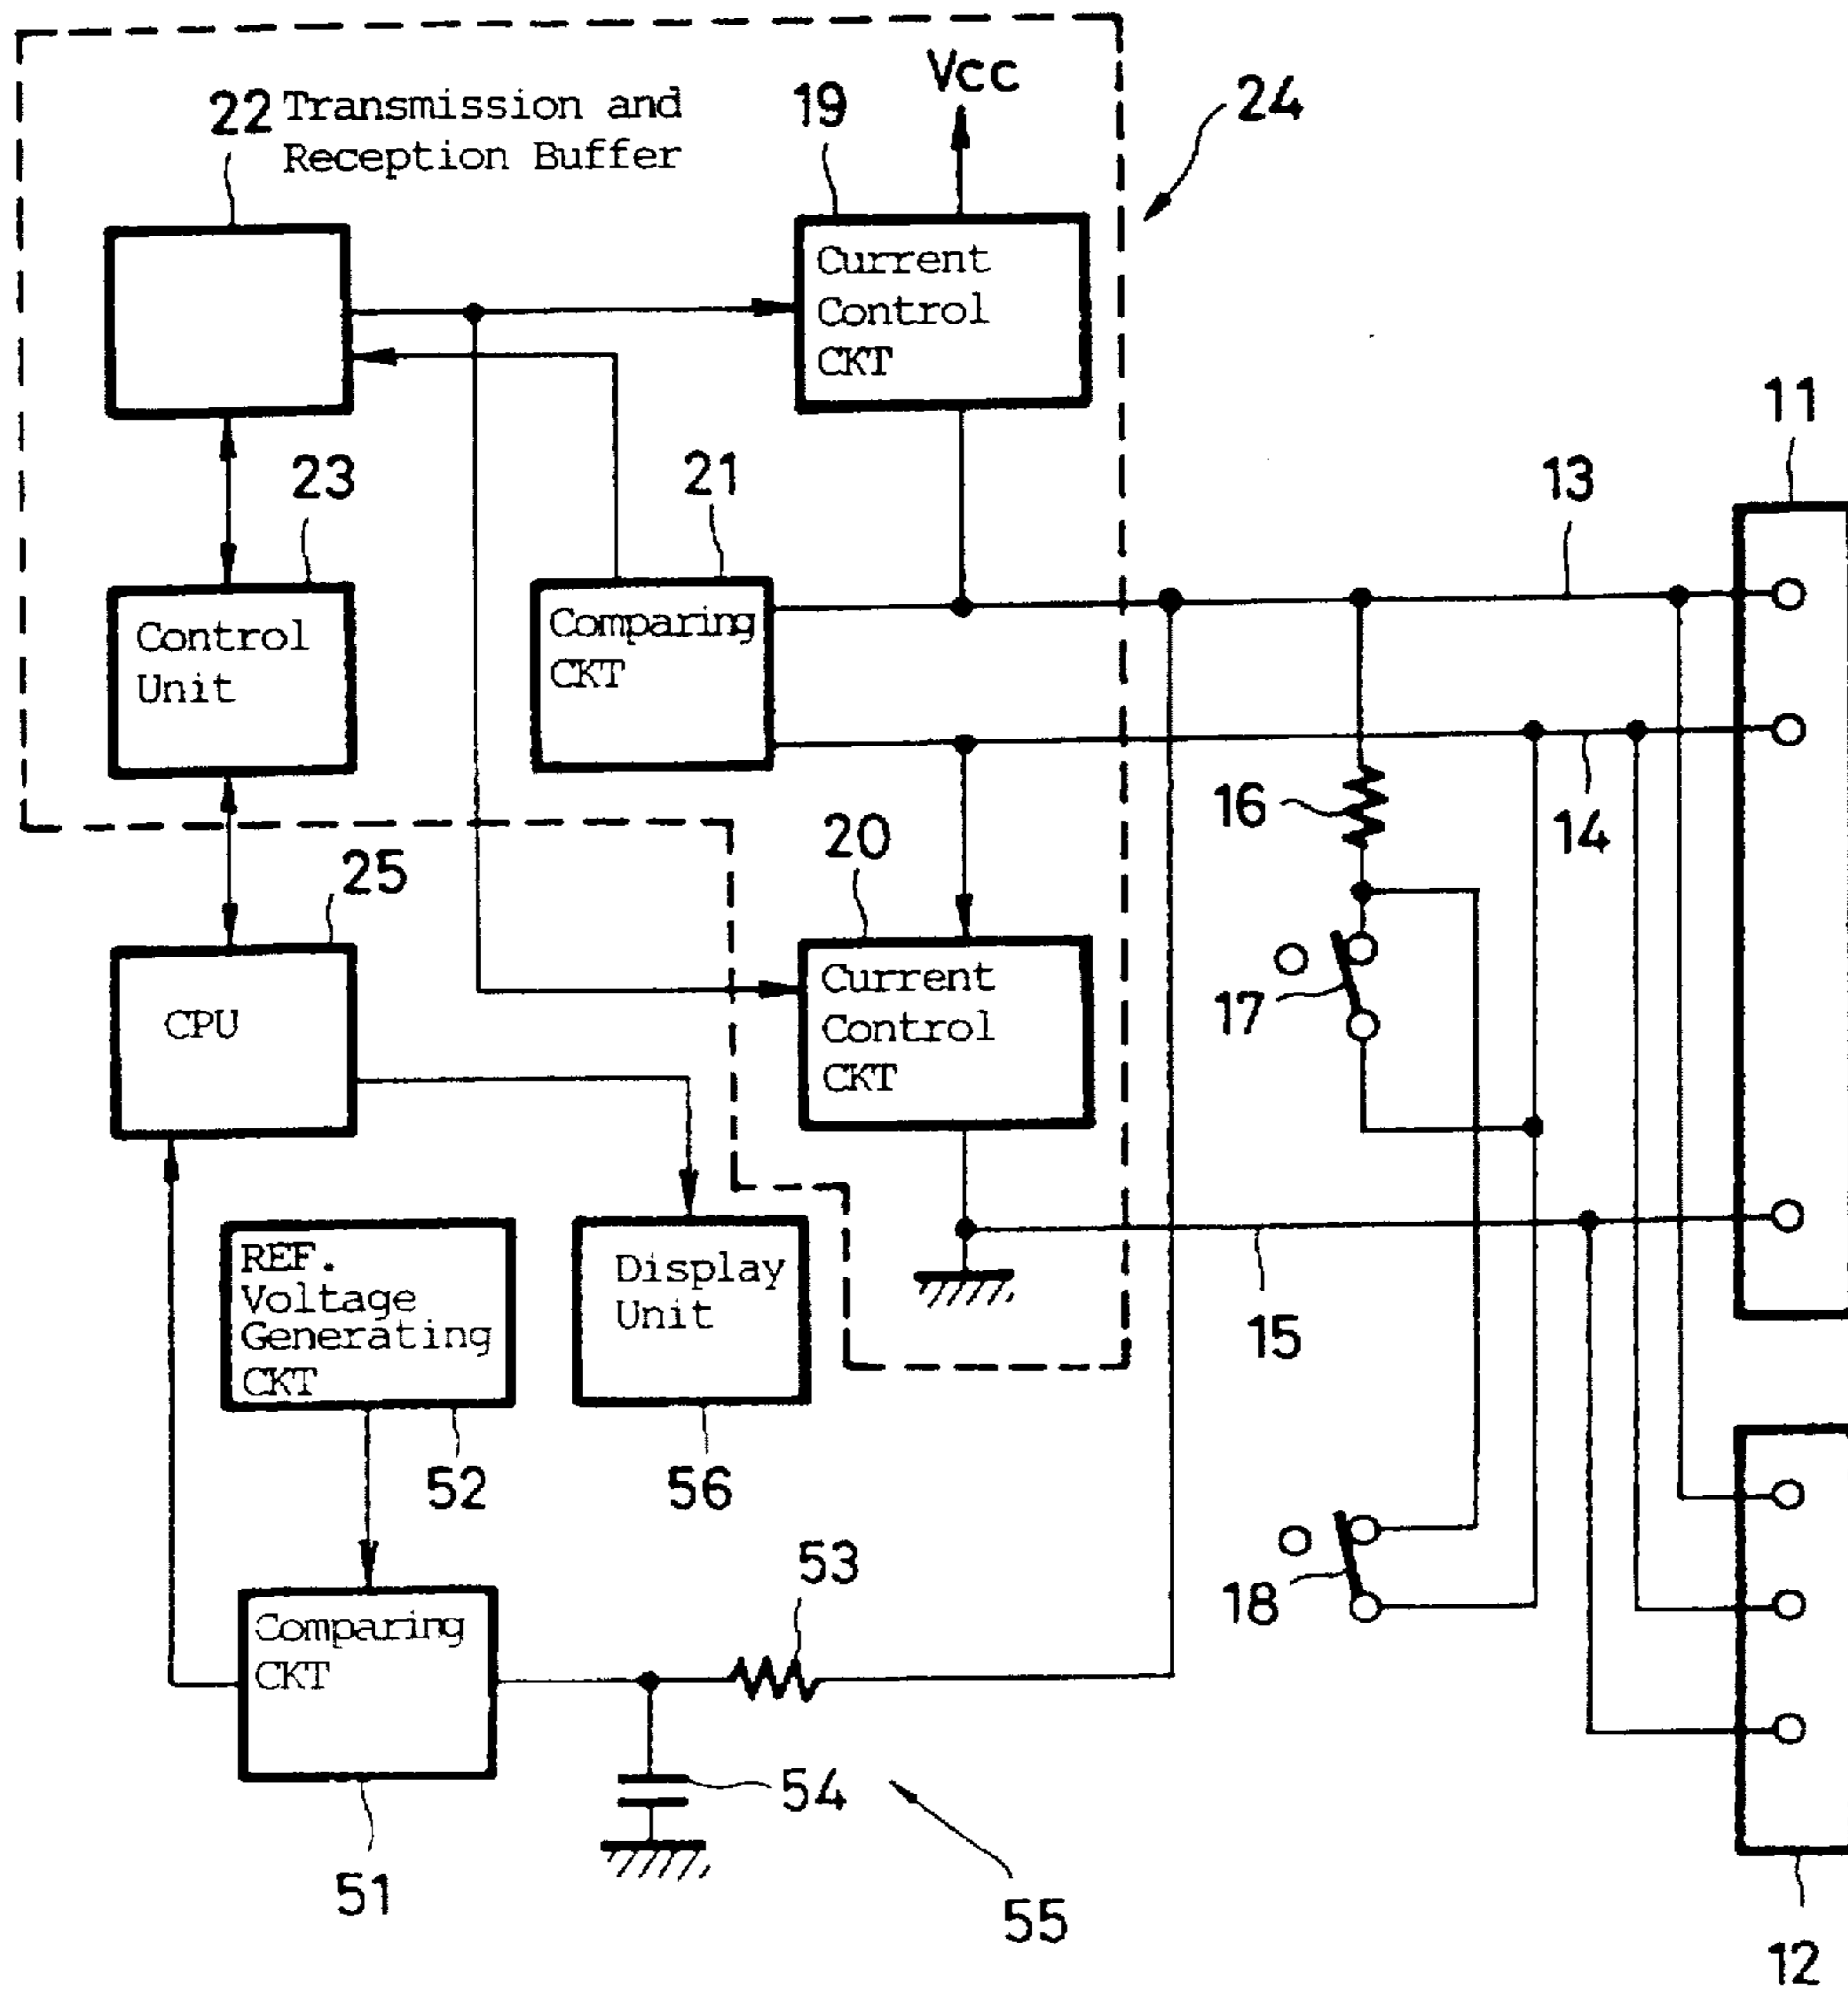 Vcc
24
22 Transmission and
Reception Buffer
19
Current
Control
CKT
11
23
21
13
Control
Unit
Comparing
CKT
16
14
20
25
CPU
Current
Control
CKT
17
REF.
Voltage
Generating
CKT
Display
Unit
15
52
56
53
18
Comparing
CKT
54
51
55
12